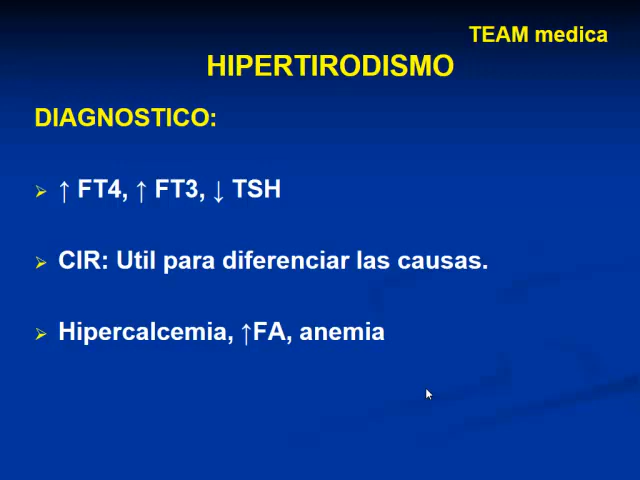 TEAM medica
HIPERTIRODISMO
DIAGNOSTICO:
➢ ↑ FT4, ↑ FT3, ↓ TSH
➢ CIR: Util para diferenciar las causas.
➢ Hipercalcemia, ↑FA, anemia